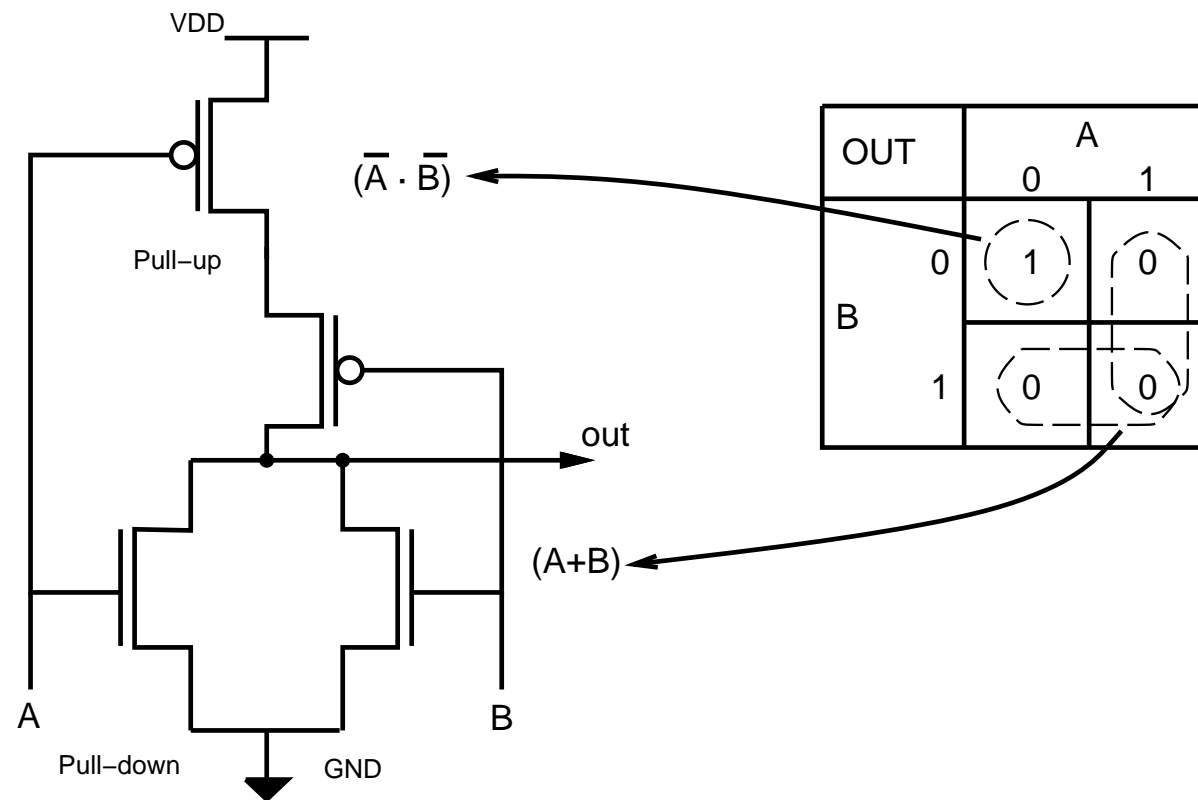 VDD
(A̅ · B̅)
Pull−up
out
(A+B)
A
B
Pull−down
GND
OUT
A
0 1
0 1 0
B
1 0 0